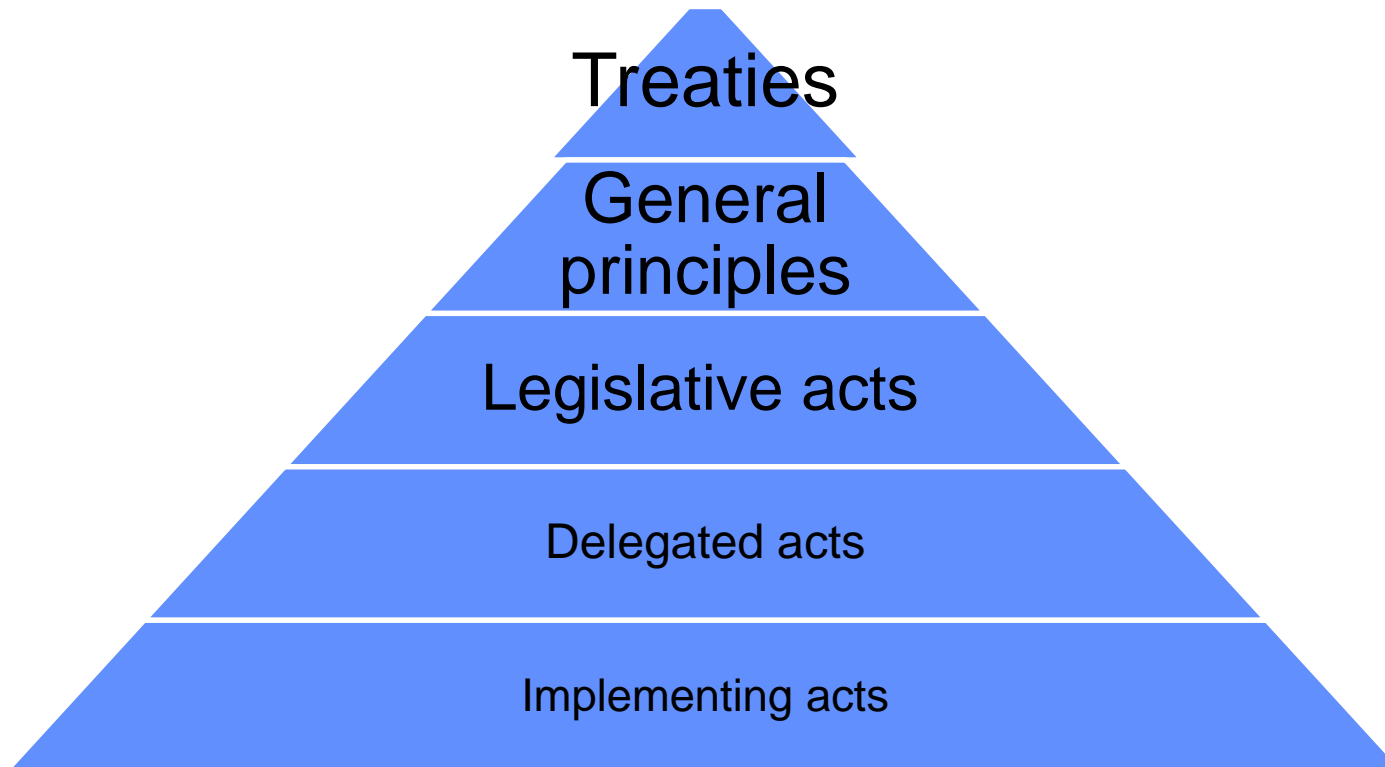 Treaties
General
principles
Legislative acts
Delegated acts
Implementing acts